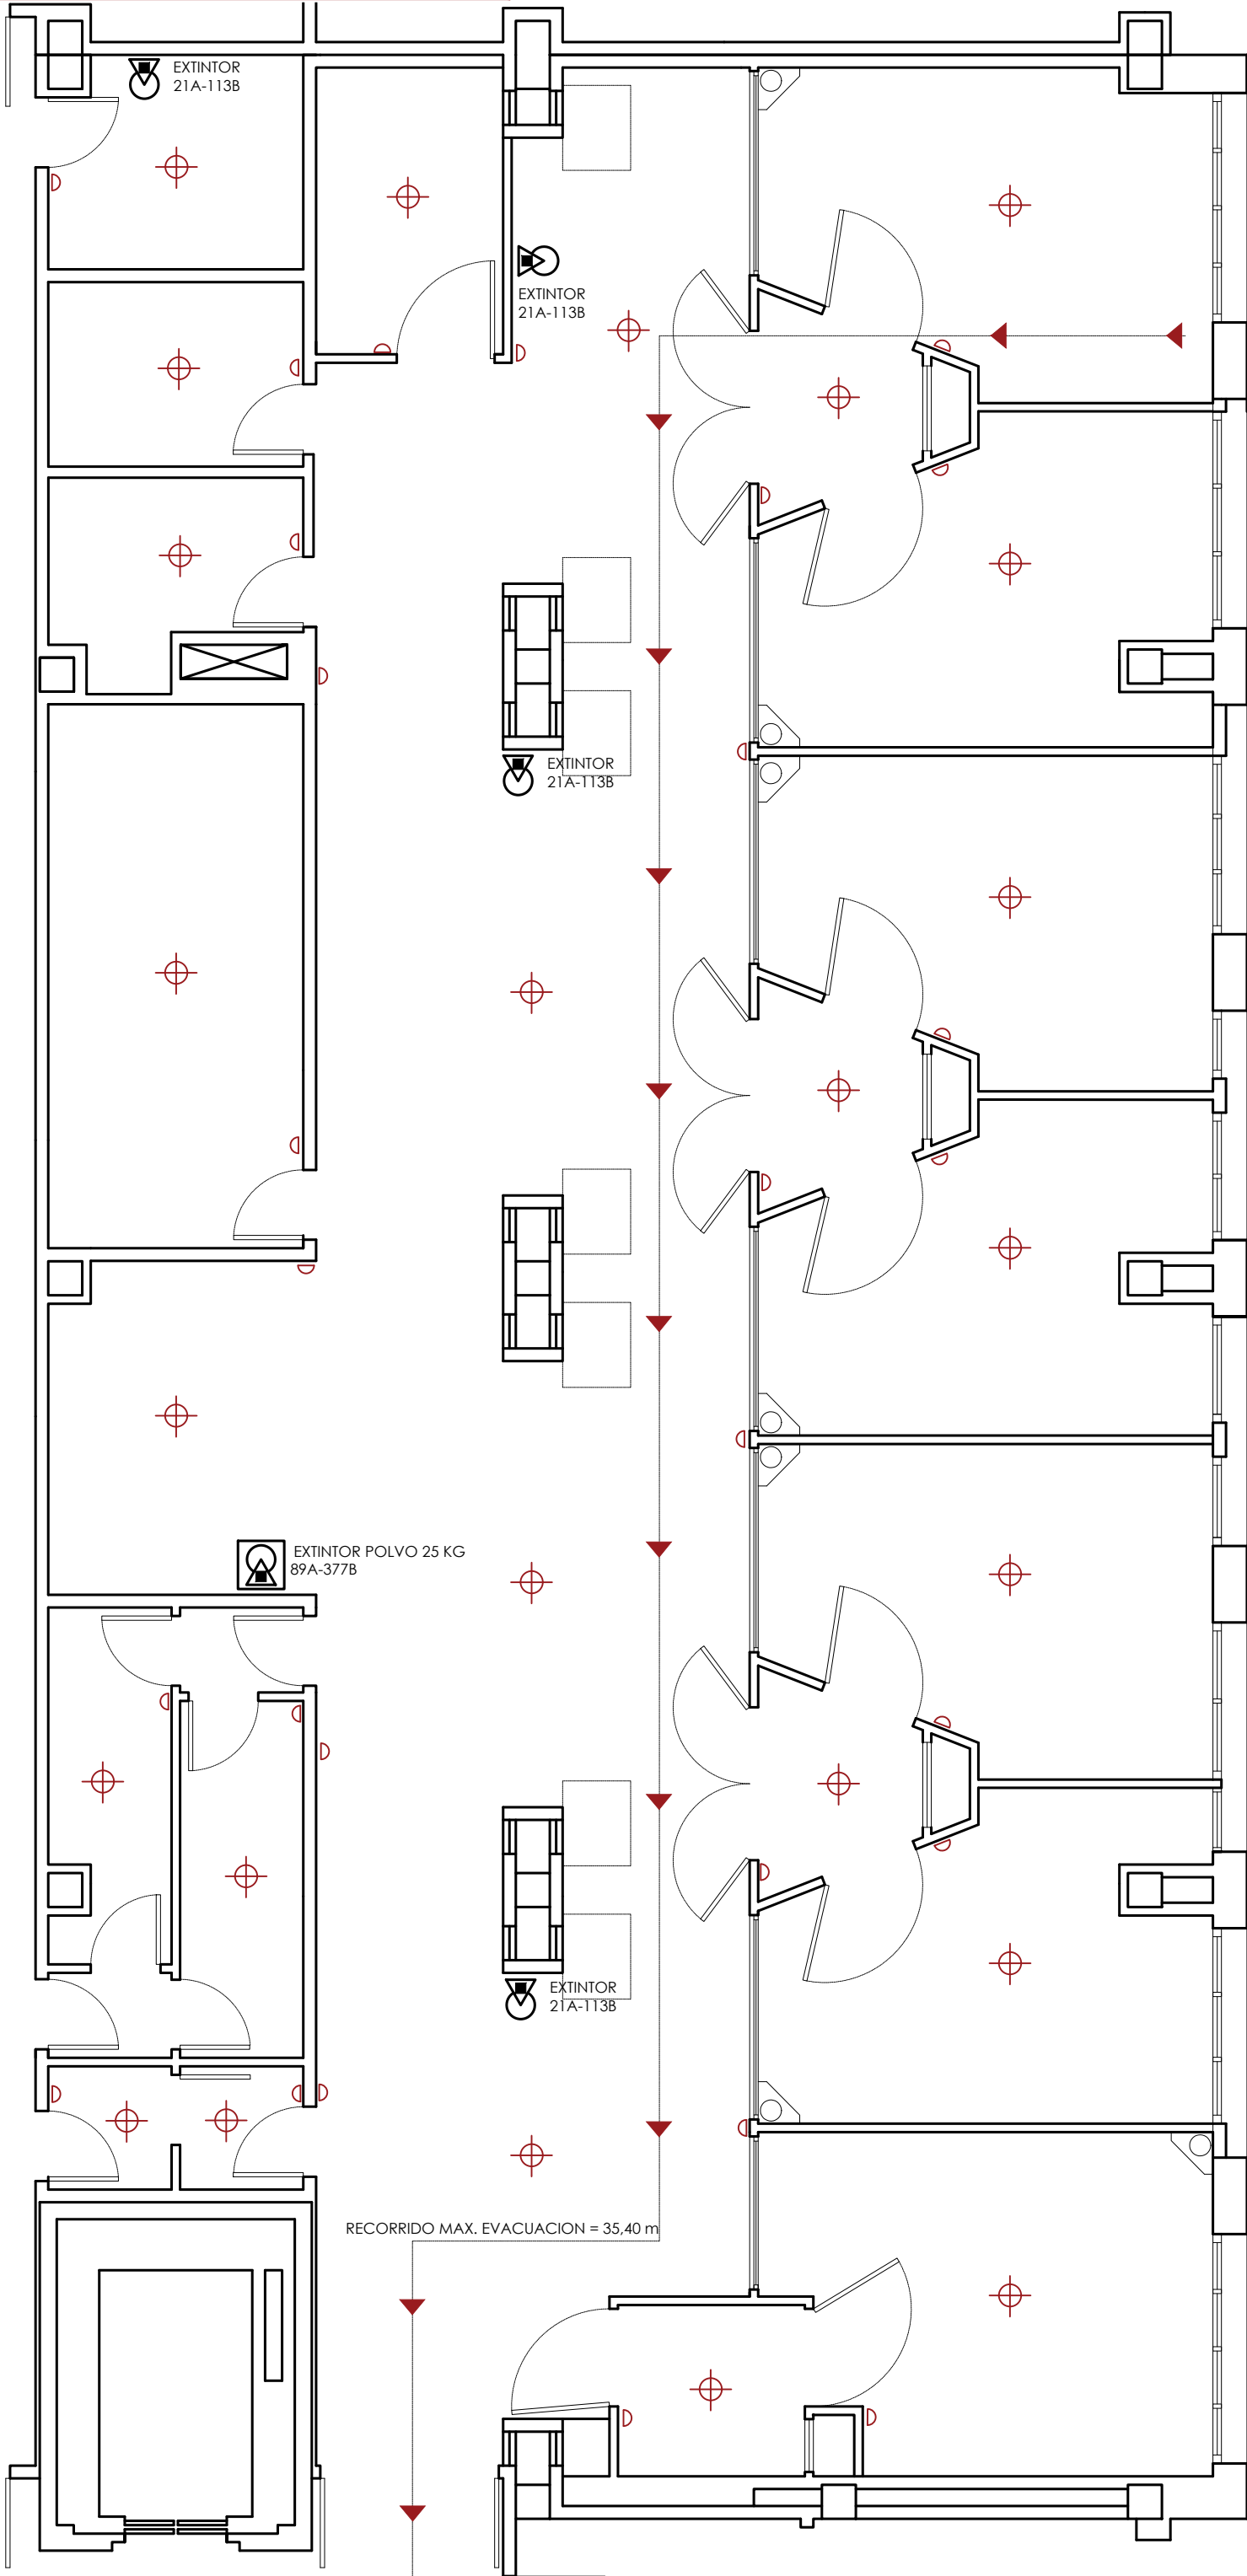 EXTINTOR
21A-113B
EXTINTOR
21A-113B
EXTINTOR
21A-113B
EXTINTOR POLVO 25 KG
89A-377B
EXTINTOR
21A-113B
RECORRIDO MAX. EVACUACION = 35,40 m